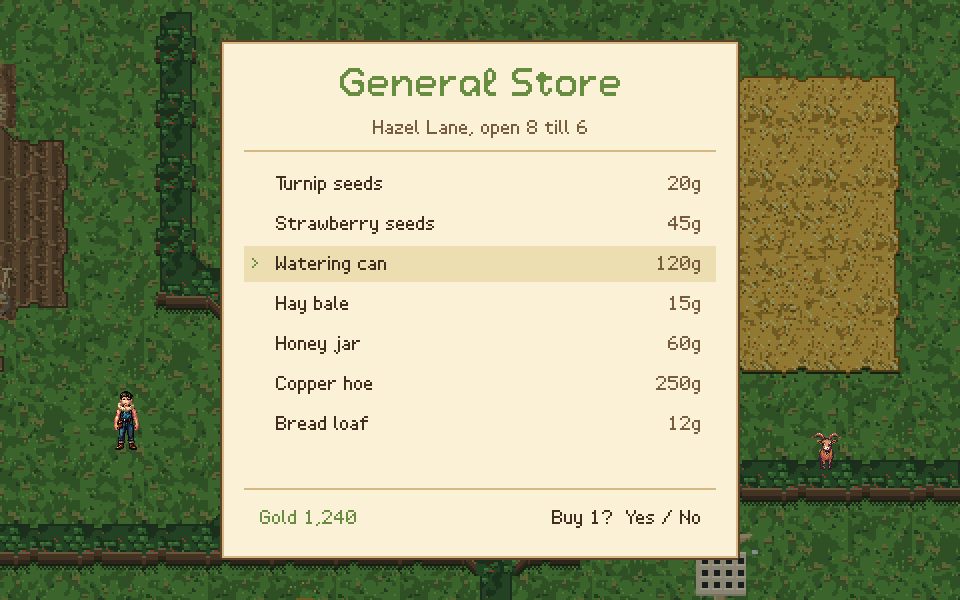 General Store
Hazel Lane, open 8 till 6
Turnip seeds 20g
Strawberry seeds 45g
> Watering can 120g
Hay bale 15g
Honey jar 60g
Copper hoe 250g
Bread loaf 12g
Gold 1,240 Buy 1? Yes / No